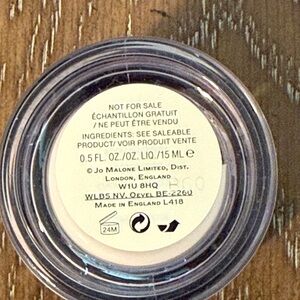 NOT FOR SALE
ÉCHANTILLON GRATUIT
/ NE PEUT ÊTRE VENDU
INGREDIENTS: SEE SALEABLE
PRODUCT/ VOIR PRODUIT VENTE
0.5 FL. OZ./OZ. LIQ./15 ML ℮
© JO MALONE LIMITED, DIST.
LONDON, ENGLAND
W1U 8HQ
WLBS NV, OEVEL BE-2260
MADE IN ENGLAND L418
24M